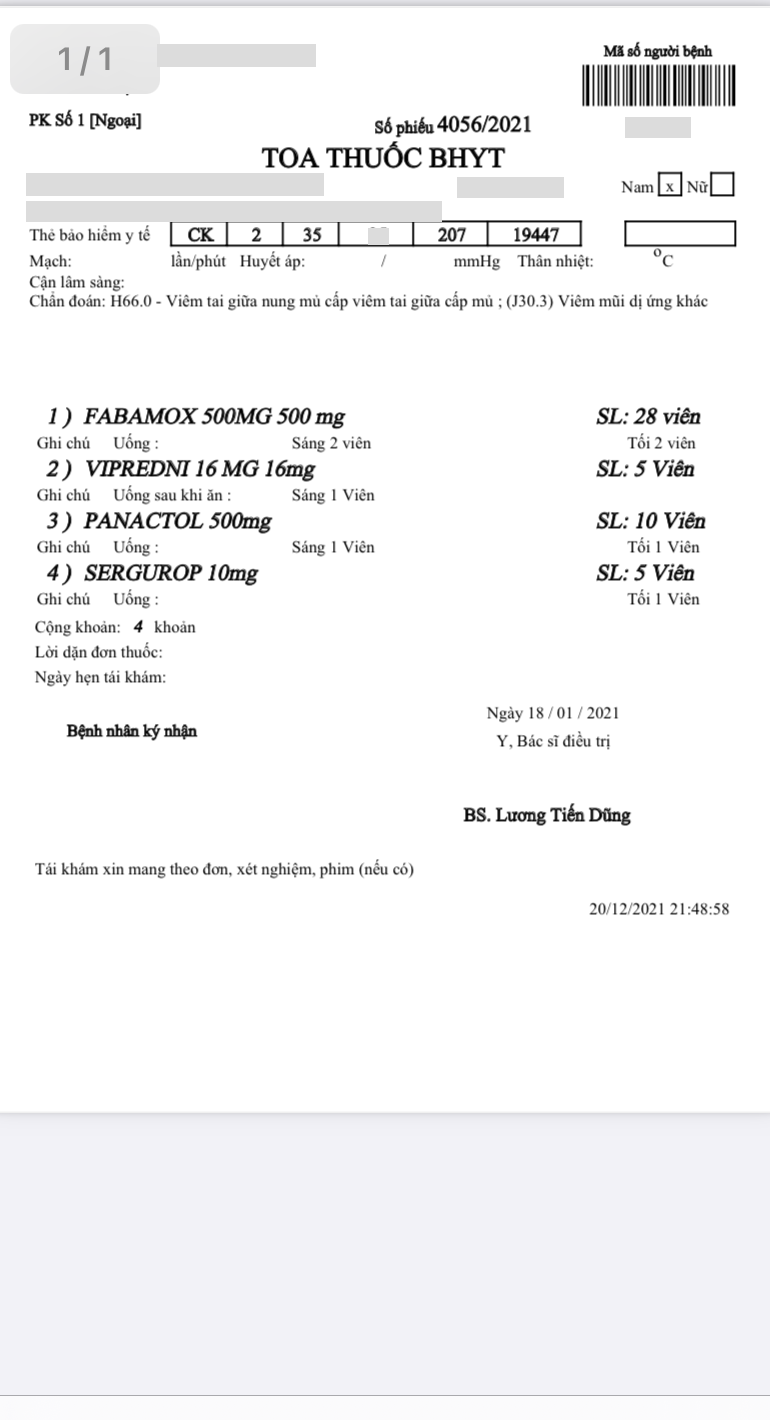 1/1
Mã số người bệnh
PK Số 1 [Ngoại]
Số phiếu 4056/2021
TOA THUỐC BHYT
Nam x Nữ
Thẻ bảo hiểm y tế CK 2 35 207 19447
Mạch: lần/phút Huyết áp: / mmHg Thân nhiệt: °C
Cận lâm sàng:
Chẩn đoán: H66.0 - Viêm tai giữa nung mủ cấp viêm tai giữa cấp mủ ; (J30.3) Viêm mũi dị ứng khác
1 ) FABAMOX 500MG 500 mg SL: 28 viên
Ghi chú Uống : Sáng 2 viên Tối 2 viên
2 ) VIPREDNI 16 MG 16mg SL: 5 Viên
Ghi chú Uống sau khi ăn : Sáng 1 Viên
3 ) PANACTOL 500mg SL: 10 Viên
Ghi chú Uống : Sáng 1 Viên Tối 1 Viên
4 ) SERGUROP 10mg SL: 5 Viên
Ghi chú Uống : Tối 1 Viên
Cộng khoản: 4 khoản
Lời dặn đơn thuốc:
Ngày hẹn tái khám:
Ngày 18 / 01 / 2021
Bệnh nhân ký nhận
Y, Bác sĩ điều trị
BS. Lương Tiến Dũng
Tái khám xin mang theo đơn, xét nghiệm, phim (nếu có)
20/12/2021 21:48:58